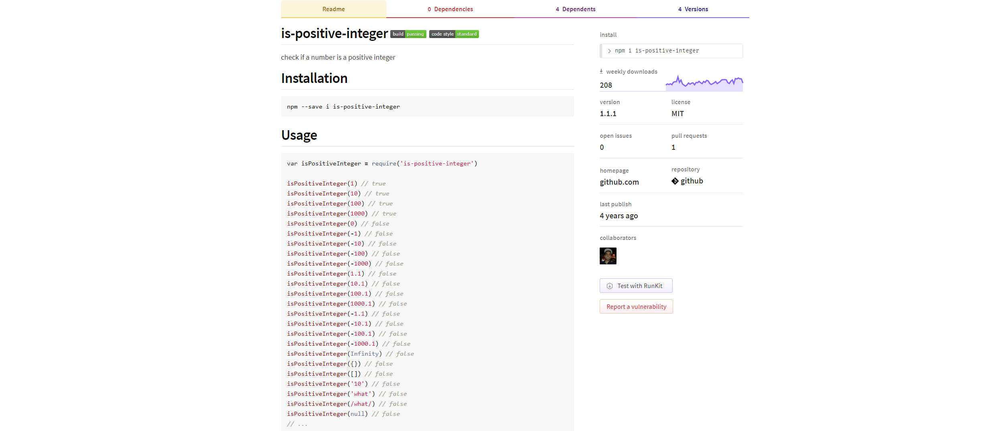 Readme
0 Dependencies
4 Dependents
4 Versions
is-positive-integer build passing code style standard
check if a number is a positive integer
Installation
npm --save i is-positive-integer
Usage
var isPositiveInteger = require('is-positive-integer')
isPositiveInteger(1) // true
isPositiveInteger(10) // true
isPositiveInteger(100) // true
isPositiveInteger(1000) // true
isPositiveInteger(0) // false
isPositiveInteger(-1) // false
isPositiveInteger(-10) // false
isPositiveInteger(-100) // false
isPositiveInteger(-1000) // false
isPositiveInteger(1.1) // false
isPositiveInteger(10.1) // false
isPositiveInteger(100.1) // false
isPositiveInteger(1000.1) // false
isPositiveInteger(-1.1) // false
isPositiveInteger(-10.1) // false
isPositiveInteger(-100.1) // false
isPositiveInteger(-1000.1) // false
isPositiveInteger(Infinity) // false
isPositiveInteger({}) // false
isPositiveInteger([]) // false
isPositiveInteger('10') // false
isPositiveInteger('what') // false
isPositiveInteger(/what/) // false
isPositiveInteger(null) // false
// ...
install
> npm i is-positive-integer
weekly downloads
208
version
1.1.1
license
MIT
open issues
0
pull requests
1
homepage
github.com
repository
github
last publish
4 years ago
collaborators
Test with RunKit
Report a vulnerability